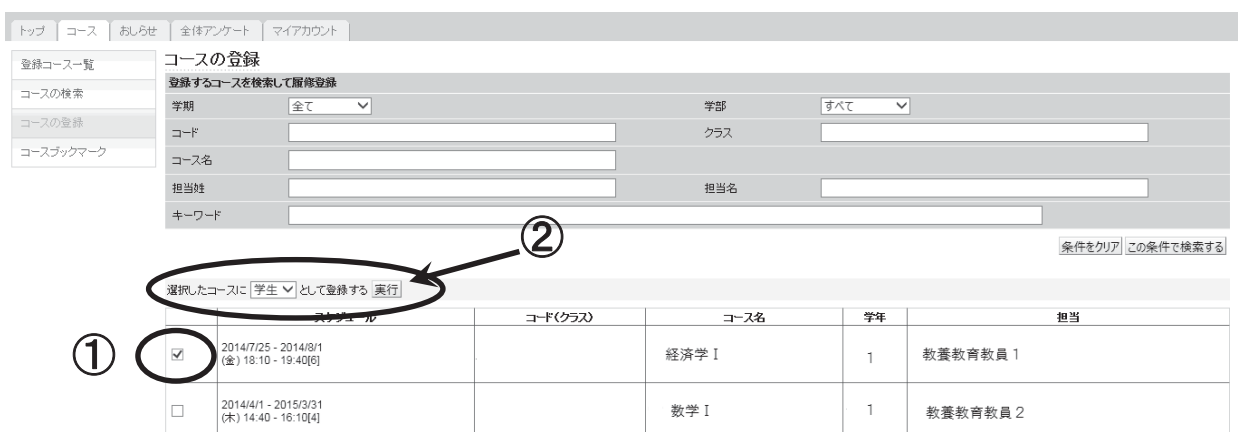 トップ コース おしらせ 全体アンケート マイアカウント
登録コース一覧
コースの検索
コースの登録
コースブックマーク
コースの登録
登録するコースを検索して履修登録
学期 全て 学部 すべて
コード クラス
コース名
担当姓 担当名
キーワード
②
条件をクリア この条件で検索する
選択したコースに 学生 として登録する 実行
スケジュール コード(クラス) コース名 学年 担当
①
2014/7/25 - 2014/8/1
(金) 18:10 - 19:40[6] 経済学Ⅰ 1 教養教育教員1
2014/4/1 - 2015/3/31
(木) 14:40 - 16:10[4] 数学Ⅰ 1 教養教育教員2